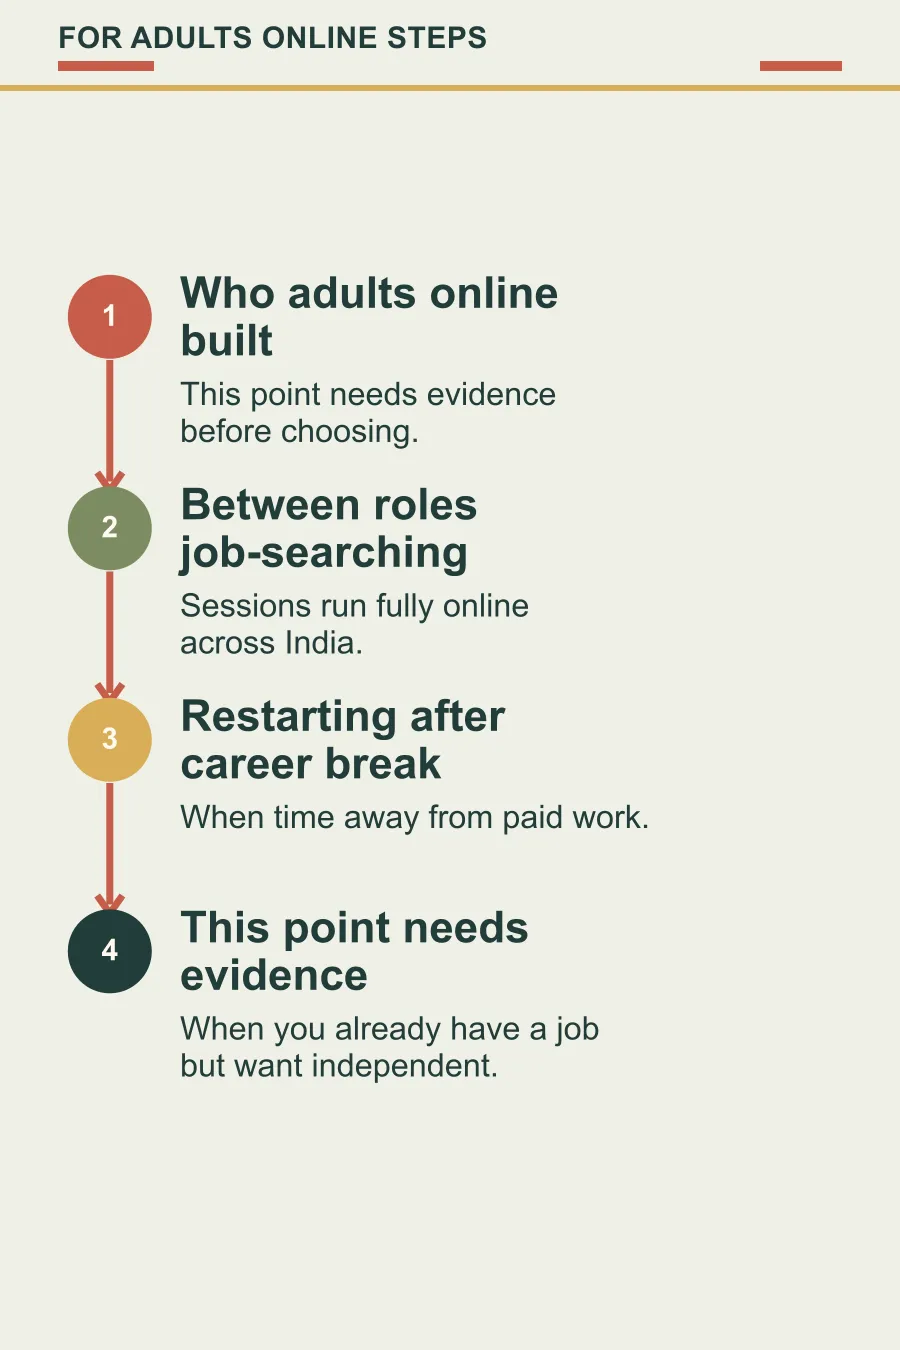 FOR ADULTS ONLINE STEPS
1
Who adults online
built
This point needs evidence
before choosing.
2
Between roles
job-searching
Sessions run fully online
across India.
3
Restarting after
career break
When time away from paid work.
4
This point needs
evidence
When you already have a job
but want independent.